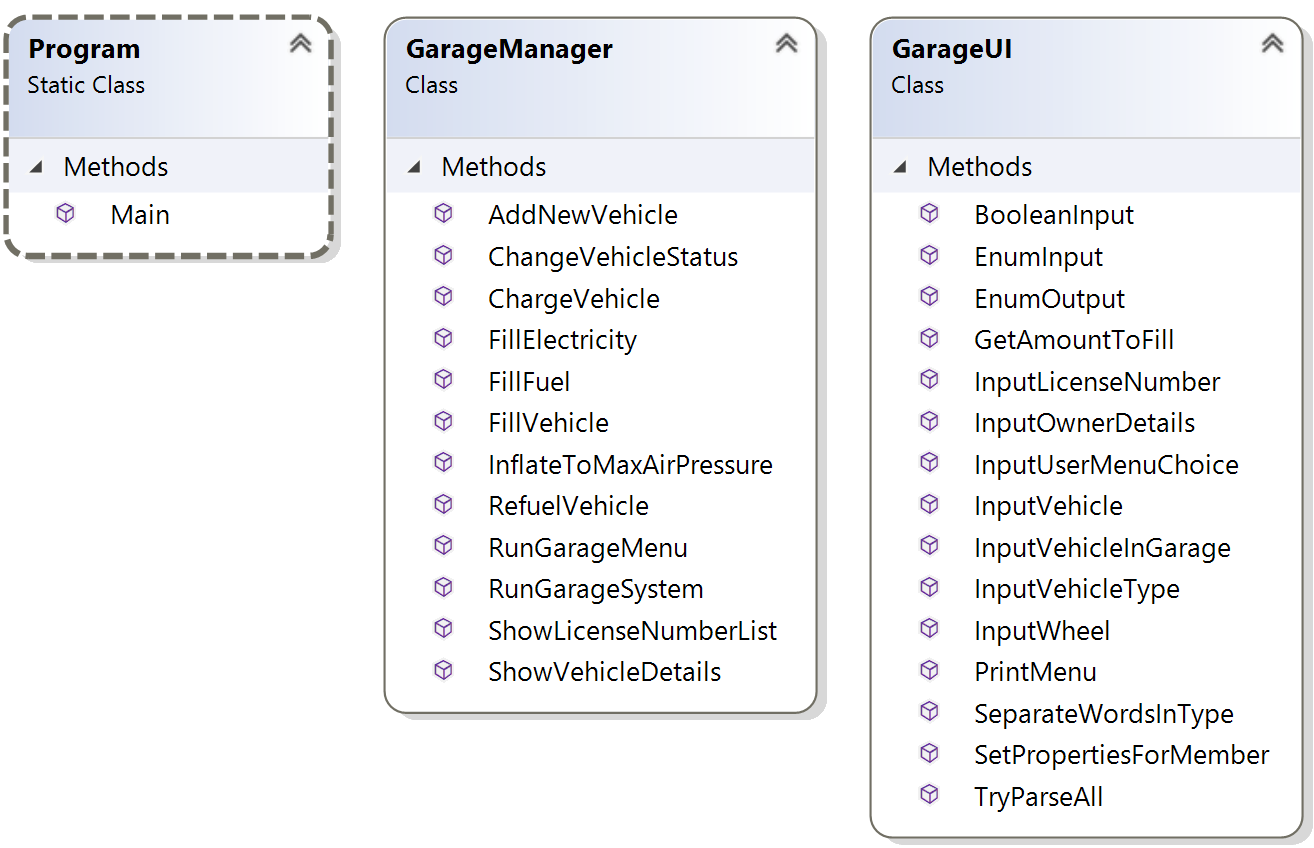 Program
Static Class
Methods
Main
GarageManager
Class
Methods
AddNewVehicle
ChangeVehicleStatus
ChargeVehicle
FillElectricity
FillFuel
FillVehicle
InflateToMaxAirPressure
RefuelVehicle
RunGarageMenu
RunGarageSystem
ShowLicenseNumberList
ShowVehicleDetails
GarageUI
Class
Methods
BooleanInput
EnumInput
EnumOutput
GetAmountToFill
InputLicenseNumber
InputOwnerDetails
InputUserMenuChoice
InputVehicle
InputVehicleInGarage
InputVehicleType
InputWheel
PrintMenu
SeparateWordsInType
SetPropertiesForMember
TryParseAll